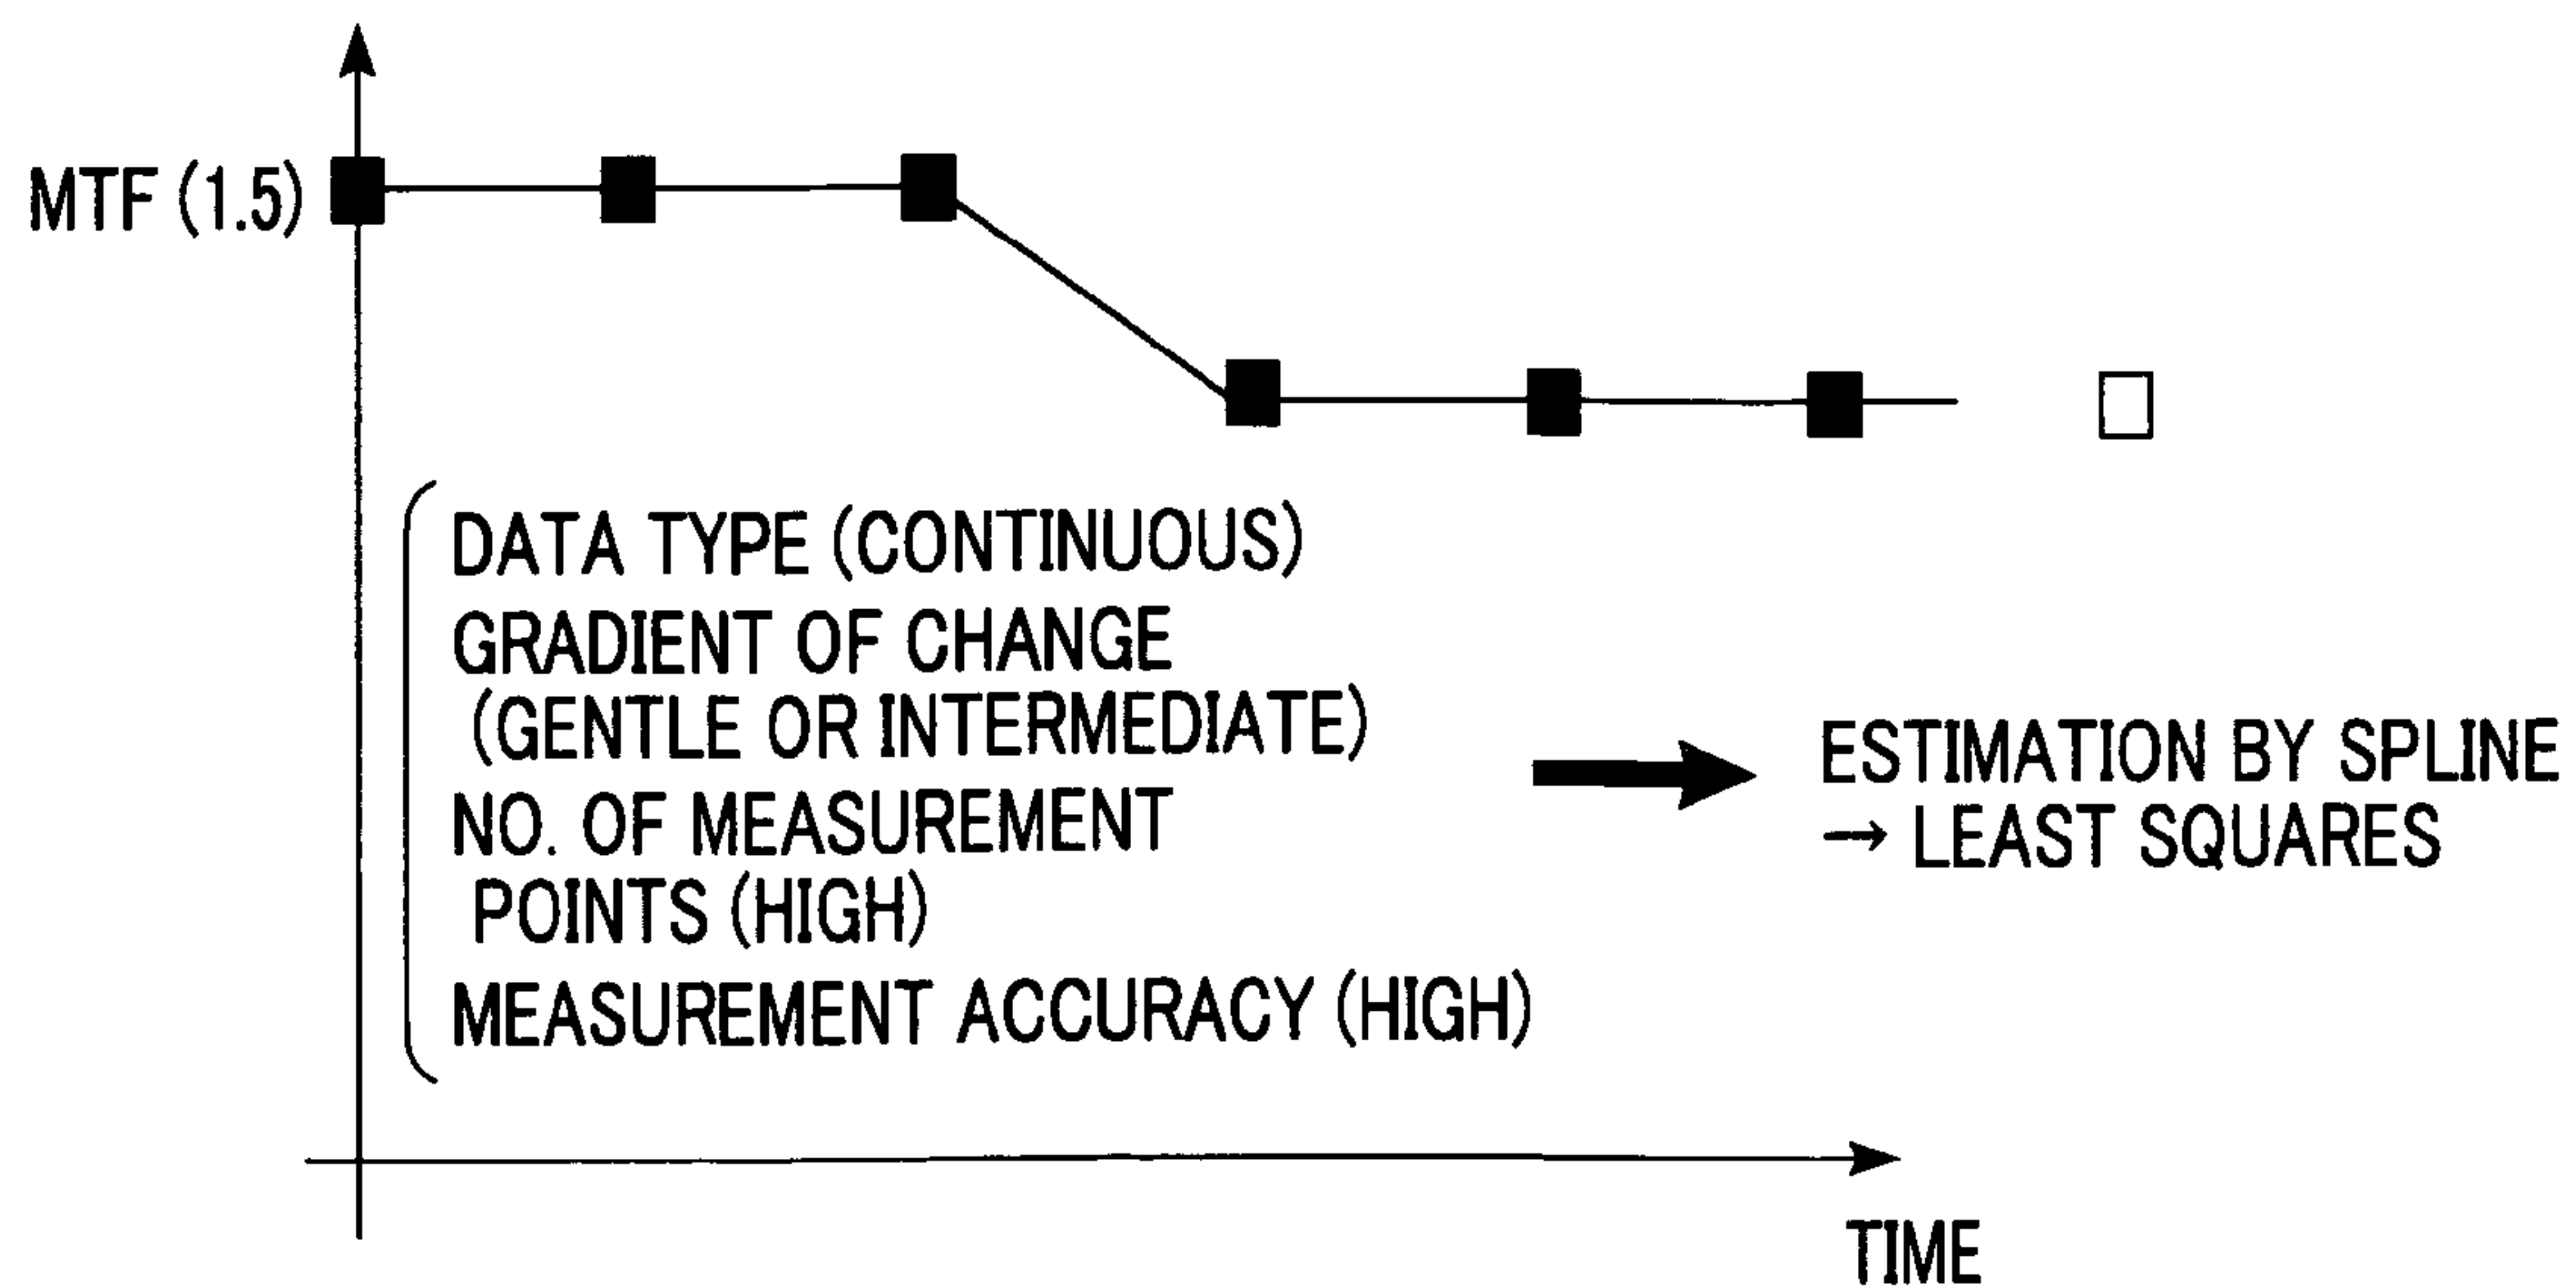 MTF (1.5)
DATA TYPE (CONTINUOUS)
GRADIENT OF CHANGE
(GENTLE OR INTERMEDIATE)
NO. OF MEASUREMENT
POINTS (HIGH)
MEASUREMENT ACCURACY (HIGH)
ESTIMATION BY SPLINE
→ LEAST SQUARES
TIME